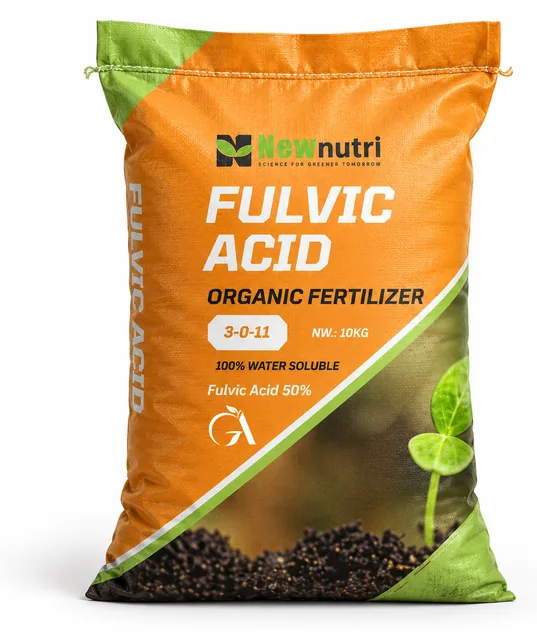 Newnutri
SCIENCE FOR GREENER TOMORROW
FULVIC
ACID
ORGANIC FERTILIZER
3-0-11
NW.: 10KG
100% WATER SOLUBLE
Fulvic Acid 50%
GA
FULVIC ACID